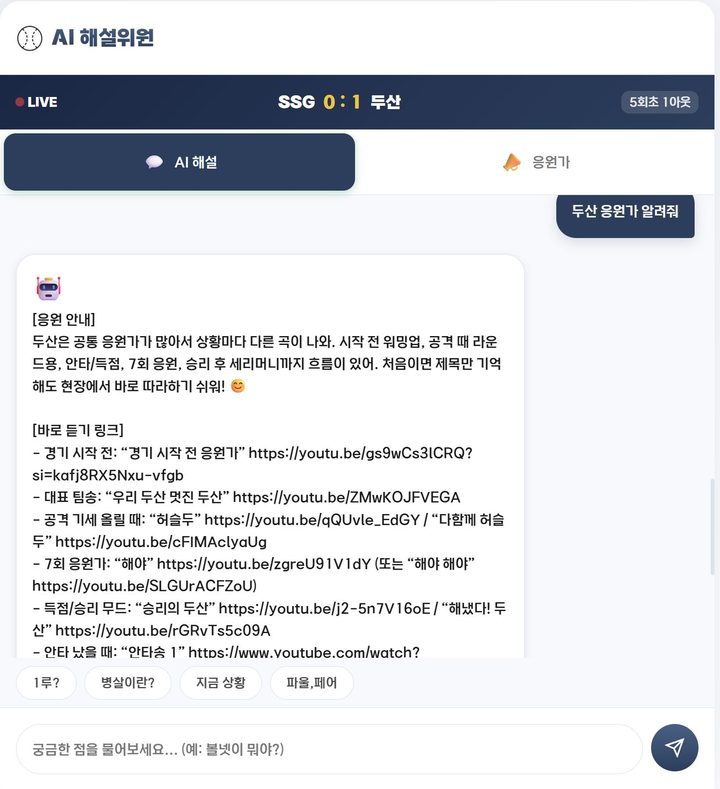 AI 해설위원
LIVE
SSG 0 : 1 두산
5회초 1아웃
AI 해설
응원가
두산 응원가 알려줘
[응원 안내]
두산은 공통 응원가가 많아서 상황마다 다른 곡이 나와. 시작 전 워밍업, 공격 때 라운
드용, 안타/득점, 7회 응원, 승리 후 세리머니까지 흐름이 있어. 처음이면 제목만 기억
해도 현장에서 바로 따라하기 쉬워! 😊
[바로 듣기 링크]
- 경기 시작 전: “경기 시작 전 응원가” https://youtu.be/gs9wCs3lCRQ?
si=kafj8RX5Nxu-vfgb
- 대표 팀송: “우리 두산 멋진 두산” https://youtu.be/ZMwKOJFVEGA
- 공격 기세 올릴 때: “허슬두” https://youtu.be/qQUvle_EdGY / “다함께 허슬
두” https://youtu.be/cFIMAclyaUg
- 7회 응원가: “해야” https://youtu.be/zgreU91V1dY (또는 “해야 해야”
https://youtu.be/SLGUrACFZoU)
- 득점/승리 무드: “승리의 두산” https://youtu.be/j2-5n7V16oE / “해냈다! 두
산” https://youtu.be/rGRvTs5c09A
- 안타 났을 때: “안타송 1” https://www.youtube.com/watch?
1루?
병살이란?
지금 상황
파울,페어
궁금한 점을 물어보세요... (예: 볼넷이 뭐야?)